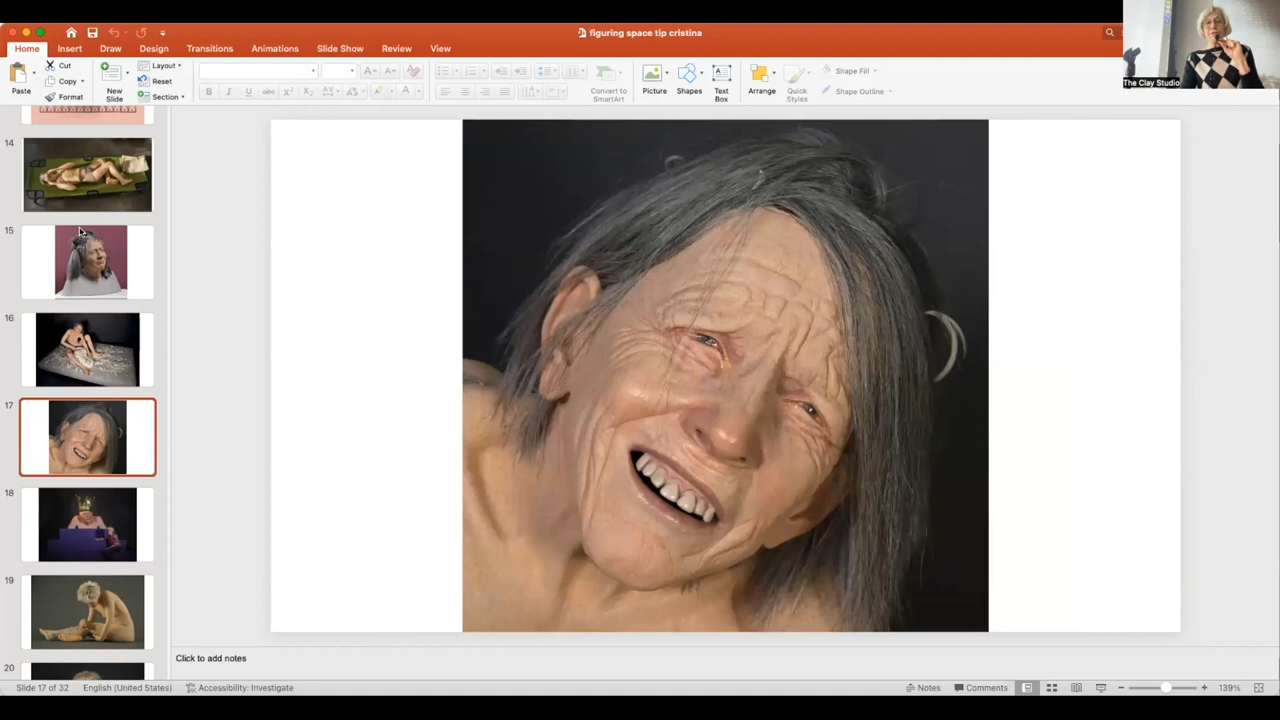 figuring space tip cristina
Home Insert Draw Design Transitions Animations Slide Show Review View
The Clay Studio
Paste
Cut
Copy
Format
New
Slide
Layout
Reset
Section
B I U
Convert to
SmartArt
Picture
Shapes
Text
Box
Arrange
Quick
Styles
Shape Fill
Shape Outline
14
15
16
17
18
19
20
Click to add notes
Slide 17 of 32 English (United States) Accessibility: Investigate Notes Comments 139%